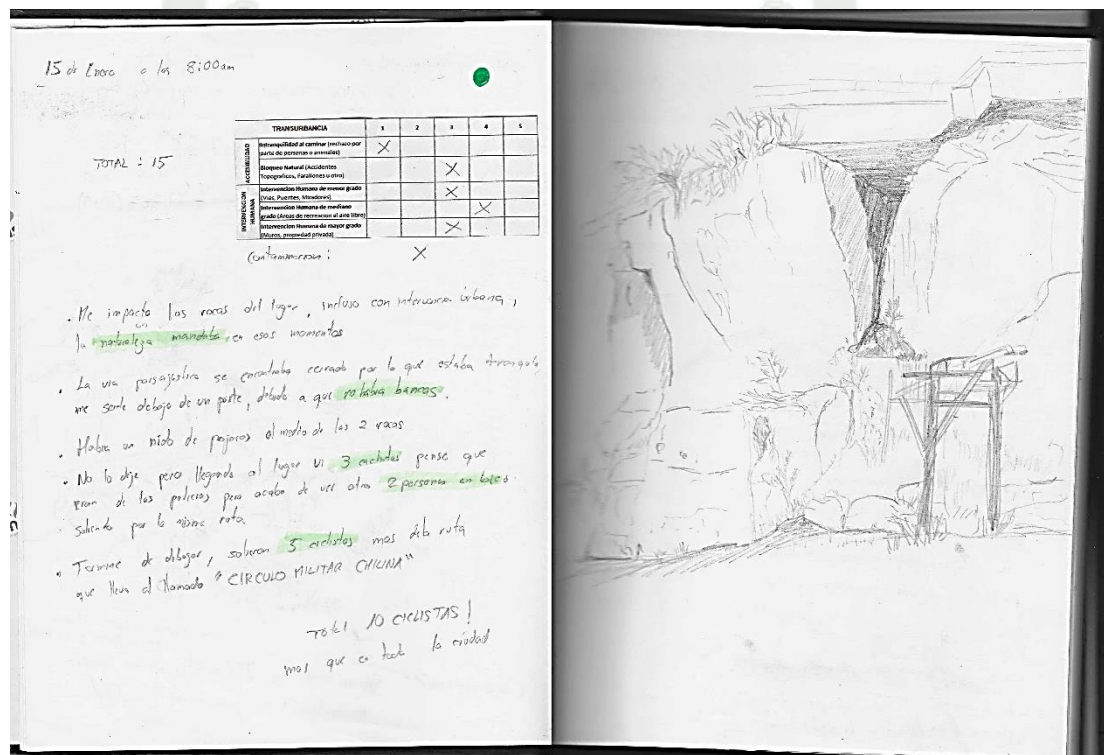 15 de Enero a las 8:00am
TOTAL : 15
TRANSURBANCIA 1 2 3 4 5
ACCESIBILIDAD
Intranquilidad al caminar (rechazo por
parte de personas o animales) X
Bloqueo Natural (Accidentes
Topograficos, Farallones u otro) X
INTERVENCION HUMANA
Intervencion Humana de menor grado
(Vias, Puentes, Miradores) X
Intervencion Humana de mediano
grado (Areas de recreacion al aire libre) X
Intervencion Humana de mayor grado
(Muros, propiedad privada) X
Contaminacion : X
. Me impacto las rocas del lugar, incluso con intervencion urbana,
la naturaleza mandaba en esos momentos
. La via paisajistica se encontraba cerrado por lo que estaba tranquilo
me sente debajo de un poste, debido a que no habia bancas.
. Habia un nido de pajaros al medio de las 2 rocas
. No lo dije pero llegando al lugar vi 3 ciclistas pense que
eran de los policias pero acabo de ver otra 2 personas en bicis
saliendo por la misma ruta
. Termine de dibujar, salieron 5 ciclistas mas de la ruta
que lleva al llamado "CIRCULO MILITAR CHILINA"
Total 10 CICLISTAS!
mas que en toda la ciudad